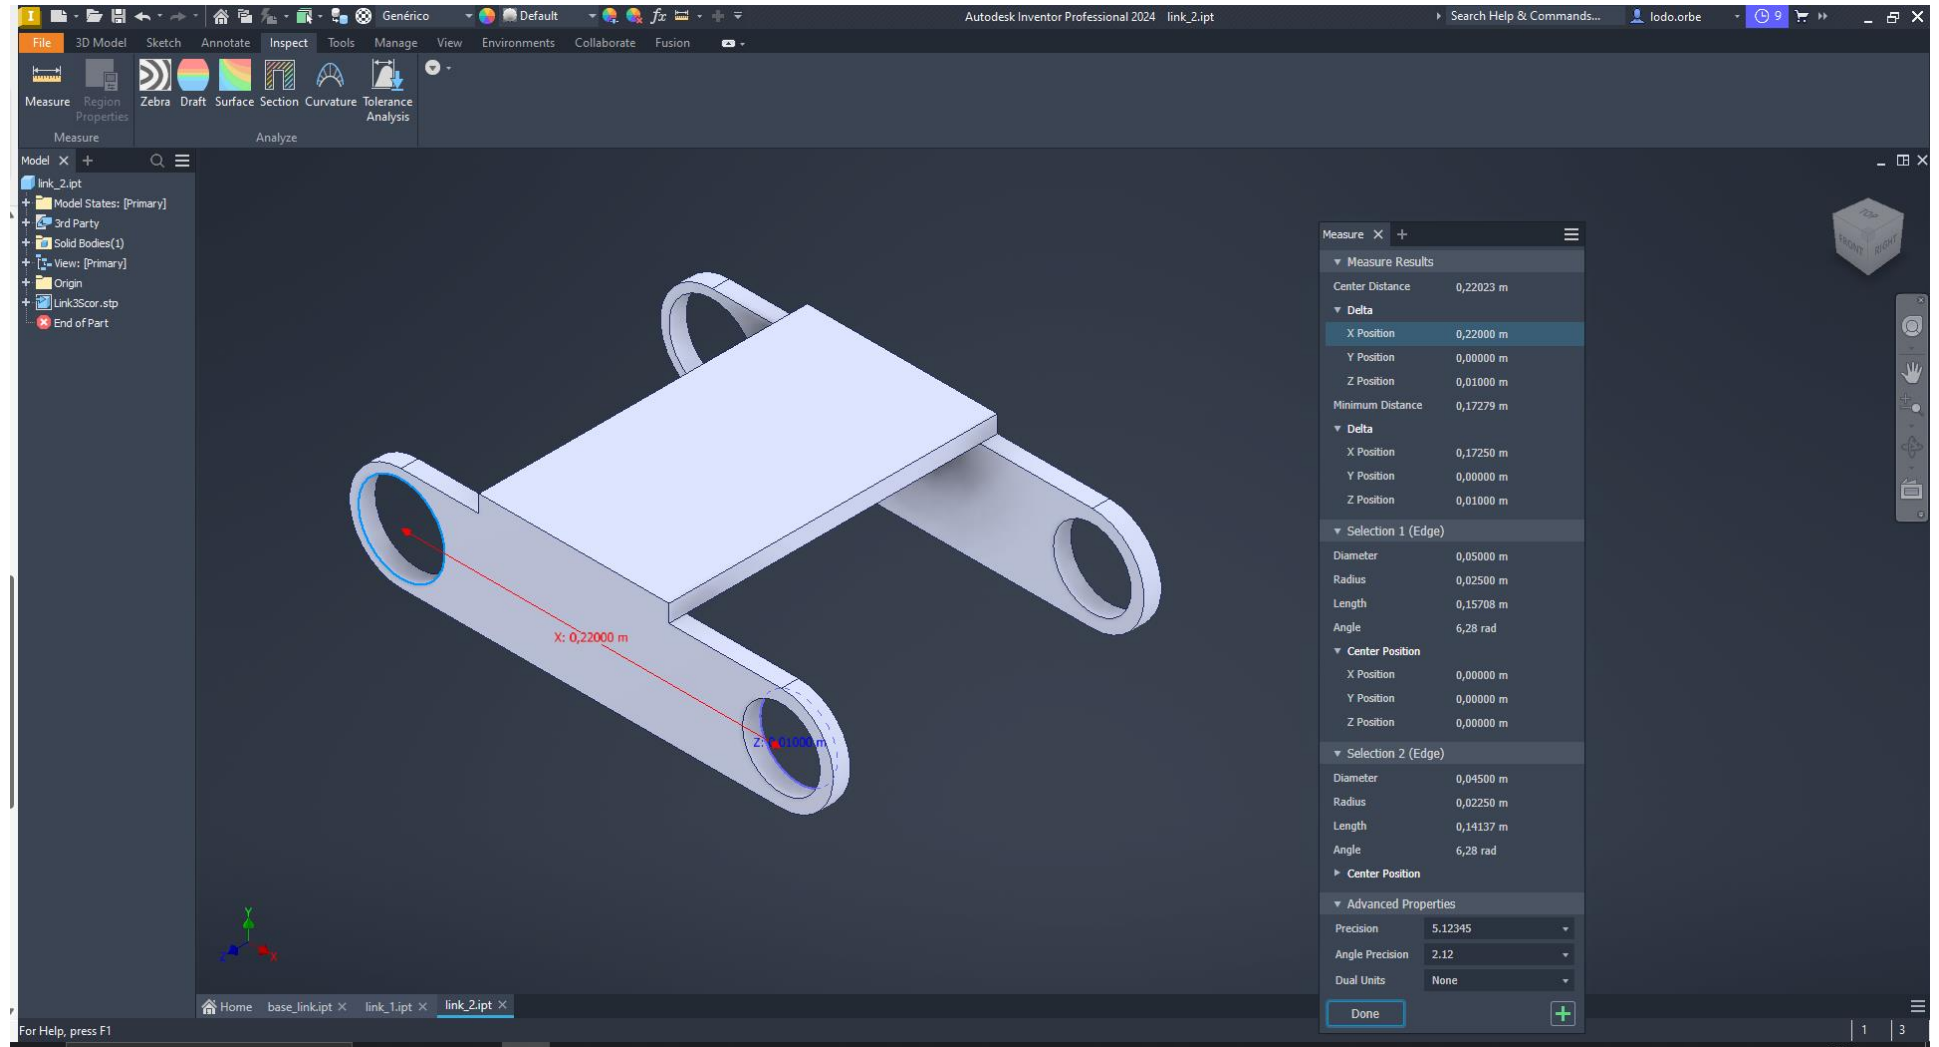 I Genérico Default fx Autodesk Inventor Professional 2024 link_2.ipt Search Help & Commands... lodo.orbe 9
File 3D Model Sketch Annotate Inspect Tools Manage View Environments Collaborate Fusion
Measure Region Properties Zebra Draft Surface Section Curvature Tolerance Analysis
Measure Analyze
Model
link_2.ipt
Model States: [Primary]
3rd Party
Solid Bodies(1)
View: [Primary]
Origin
Link3Scor.stp
End of Part
TOP
FRONT RIGHT
X: 0,22000 m
Z: 0,01000 m
Y
Z X
Measure
Measure Results
Center Distance 0,22023 m
Delta
X Position 0,22000 m
Y Position 0,00000 m
Z Position 0,01000 m
Minimum Distance 0,17279 m
Delta
X Position 0,17250 m
Y Position 0,00000 m
Z Position 0,01000 m
Selection 1 (Edge)
Diameter 0,05000 m
Radius 0,02500 m
Length 0,15708 m
Angle 6,28 rad
Center Position
X Position 0,00000 m
Y Position 0,00000 m
Z Position 0,00000 m
Selection 2 (Edge)
Diameter 0,04500 m
Radius 0,02250 m
Length 0,14137 m
Angle 6,28 rad
Center Position
Advanced Properties
Precision 5.12345
Angle Precision 2.12
Dual Units None
Done
Home base_link.ipt link_1.ipt link_2.ipt
For Help, press F1 1 3